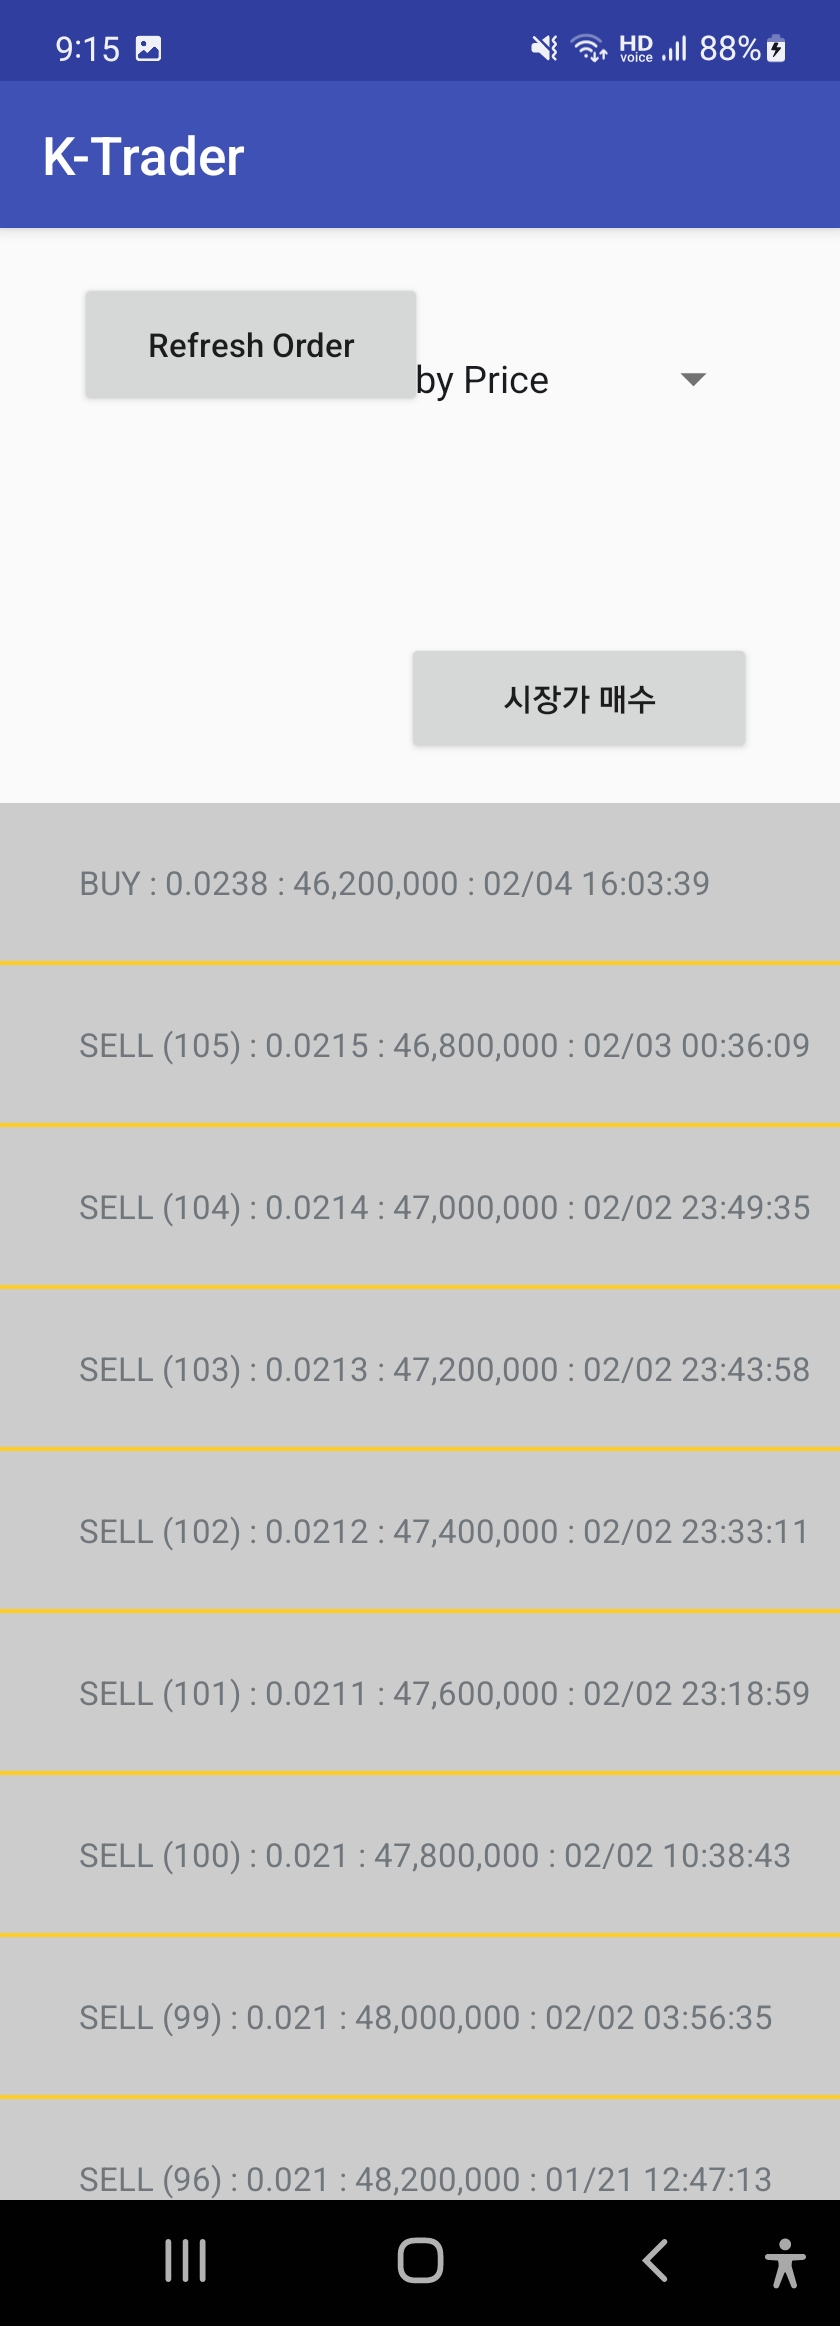 9:15 HD voice 88%
K-Trader
Refresh Order
by Price
시장가 매수
BUY : 0.0238 : 46,200,000 : 02/04 16:03:39
SELL (105) : 0.0215 : 46,800,000 : 02/03 00:36:09
SELL (104) : 0.0214 : 47,000,000 : 02/02 23:49:35
SELL (103) : 0.0213 : 47,200,000 : 02/02 23:43:58
SELL (102) : 0.0212 : 47,400,000 : 02/02 23:33:11
SELL (101) : 0.0211 : 47,600,000 : 02/02 23:18:59
SELL (100) : 0.021 : 47,800,000 : 02/02 10:38:43
SELL (99) : 0.021 : 48,000,000 : 02/02 03:56:35
SELL (96) : 0.021 : 48,200,000 : 01/21 12:47:13